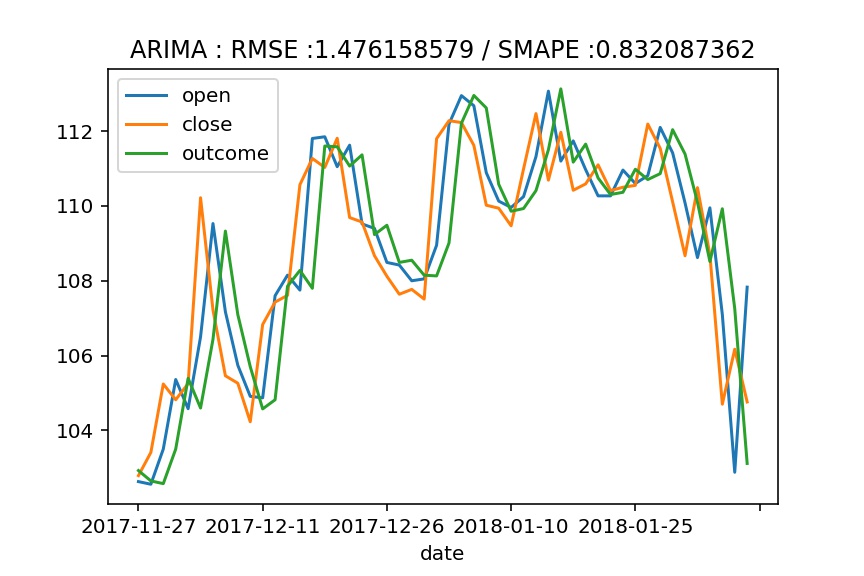 ARIMA : RMSE :1.476158579 / SMAPE :0.832087362
open
close
outcome
112
110
108
106
104
2017-11-27 2017-12-11 2017-12-26 2018-01-10 2018-01-25
date